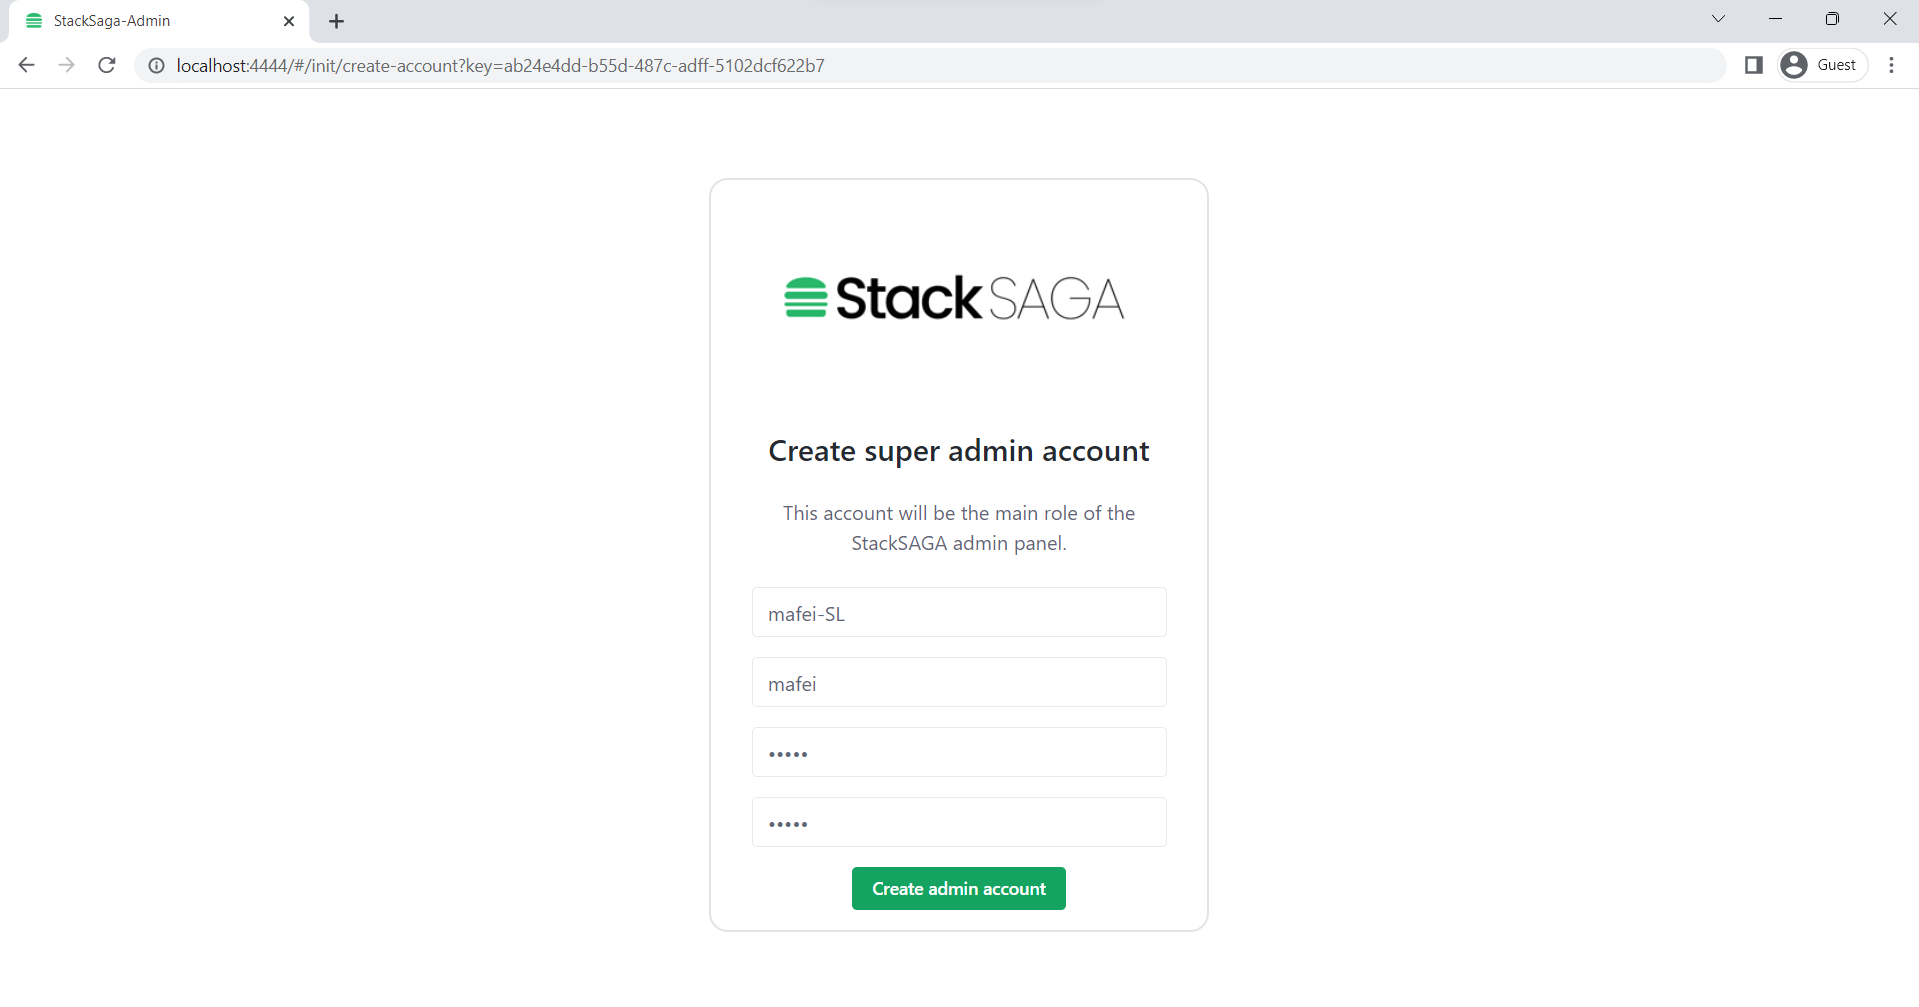 StackSaga-Admin
localhost:4444/#/init/create-account?key=ab24e4dd-b55d-487c-adff-5102dcf622b7
Guest
StackSAGA
Create super admin account
This account will be the main role of the
StackSAGA admin panel.
mafei-SL
mafei
•••••
•••••
Create admin account